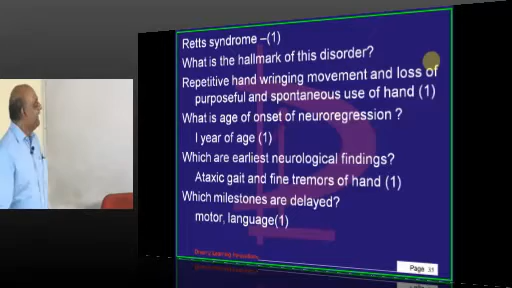 Retts syndrome –(1)
What is the hallmark of this disorder?
Repetitive hand wringing movement and loss of
purposeful and spontaneous use of hand (1)
What is age of onset of neuroregression ?
I year of age (1)
Which are earliest neurological findings?
Ataxic gait and fine tremors of hand (1)
Which milestones are delayed?
motor, language(1)
Page 31